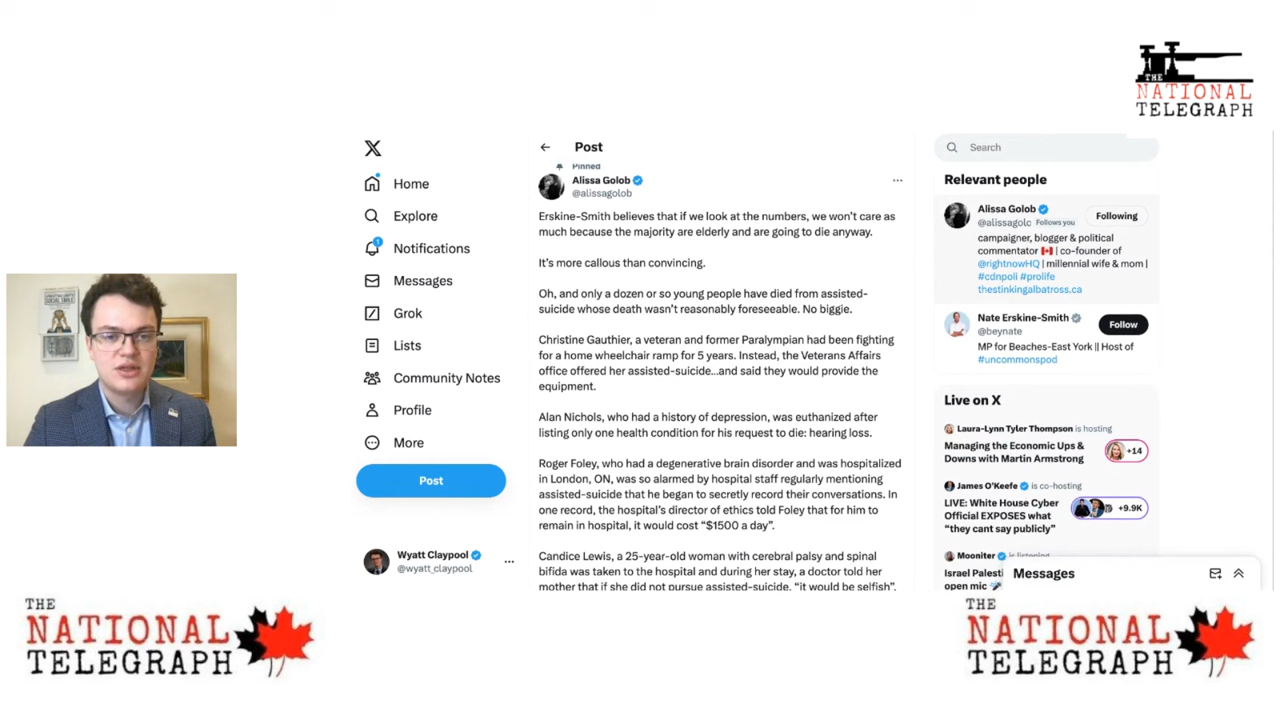 THE
NATIONAL
TELEGRAPH
Home
Explore
Notifications
1
Messages
Grok
Lists
Community Notes
Profile
More
Post
Wyatt Claypool
@wyatt_claypool
Post
Pinned
Alissa Golob
@alissagolob
Erskine-Smith believes that if we look at the numbers, we won't care as
much because the majority are elderly and are going to die anyway.
It's more callous than convincing.
Oh, and only a dozen or so young people have died from assisted-
suicide whose death wasn't reasonably foreseeable. No biggie.
Christine Gauthier, a veteran and former Paralympian had been fighting
for a home wheelchair ramp for 5 years. Instead, the Veterans Affairs
office offered her assisted-suicide...and said they would provide the
equipment.
Alan Nichols, who had a history of depression, was euthanized after
listing only one health condition for his request to die: hearing loss.
Roger Foley, who had a degenerative brain disorder and was hospitalized
in London, ON, was so alarmed by hospital staff regularly mentioning
assisted-suicide that he began to secretly record their conversations. In
one record, the hospital's director of ethics told Foley that for him to
remain in hospital, it would cost "$1500 a day".
Candice Lewis, a 25-year-old woman with cerebral palsy and spinal
bifida was taken to the hospital and during her stay, a doctor told her
mother that if she did not pursue assisted-suicide, "it would be selfish".
Search
Relevant people
Alissa Golob
@alissagolo Follows you
Following
campaigner, blogger & political
commentator | co-founder of
@rightnowHQ | millennial wife & mom |
#cdnpoli #prolife
thestinkingalbatross.ca
Nate Erskine-Smith
@beynate
Follow
MP for Beaches-East York || Host of
#uncommonspod
Live on X
Laura-Lynn Tyler Thompson is hosting
Managing the Economic Ups &
Downs with Martin Armstrong
+14
James O'Keefe is co-hosting
LIVE: White House Cyber
Official EXPOSES what
"they cant say publicly"
+9.9K
Mooniter is listening
Israel Palesti
open mic
Messages
THE
NATIONAL
TELEGRAPH
THE
NATIONAL
TELEGRAPH